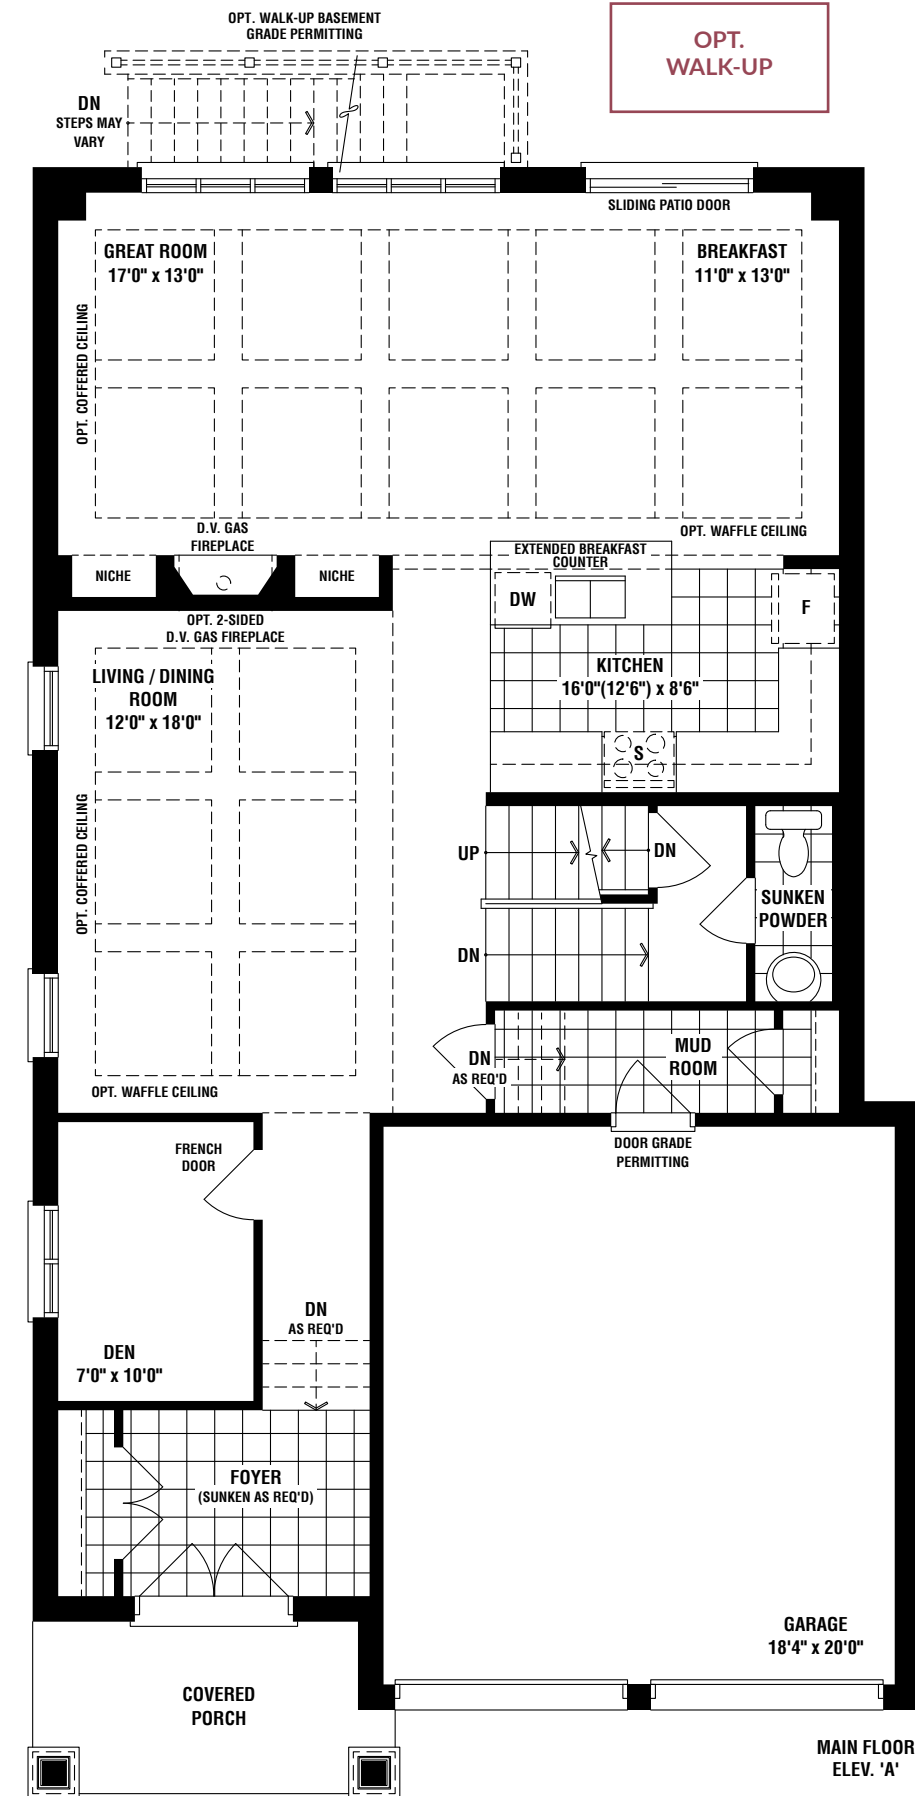 OPT. WALK-UP BASEMENT
GRADE PERMITTING
OPT.
WALK-UP
DN
STEPS MAY
VARY
SLIDING PATIO DOOR
GREAT ROOM
17'0" x 13'0"
BREAKFAST
11'0" x 13'0"
OPT. COFFERED CEILING
D.V. GAS
FIREPLACE
OPT. WAFFLE CEILING
NICHE
NICHE
EXTENDED BREAKFAST
COUNTER
DW
F
OPT. 2-SIDED
D.V. GAS FIREPLACE
LIVING / DINING
ROOM
12'0" x 18'0"
KITCHEN
16'0"(12'6") x 8'6"
S
OPT. COFFERED CEILING
UP
DN
SUNKEN
POWDER
DN
MUD
ROOM
DN
AS REQ'D
OPT. WAFFLE CEILING
FRENCH
DOOR
DOOR GRADE
PERMITTING
DN
AS REQ'D
DEN
7'0" x 10'0"
FOYER
(SUNKEN AS REQ'D)
GARAGE
18'4" x 20'0"
COVERED
PORCH
MAIN FLOOR
ELEV. 'A'